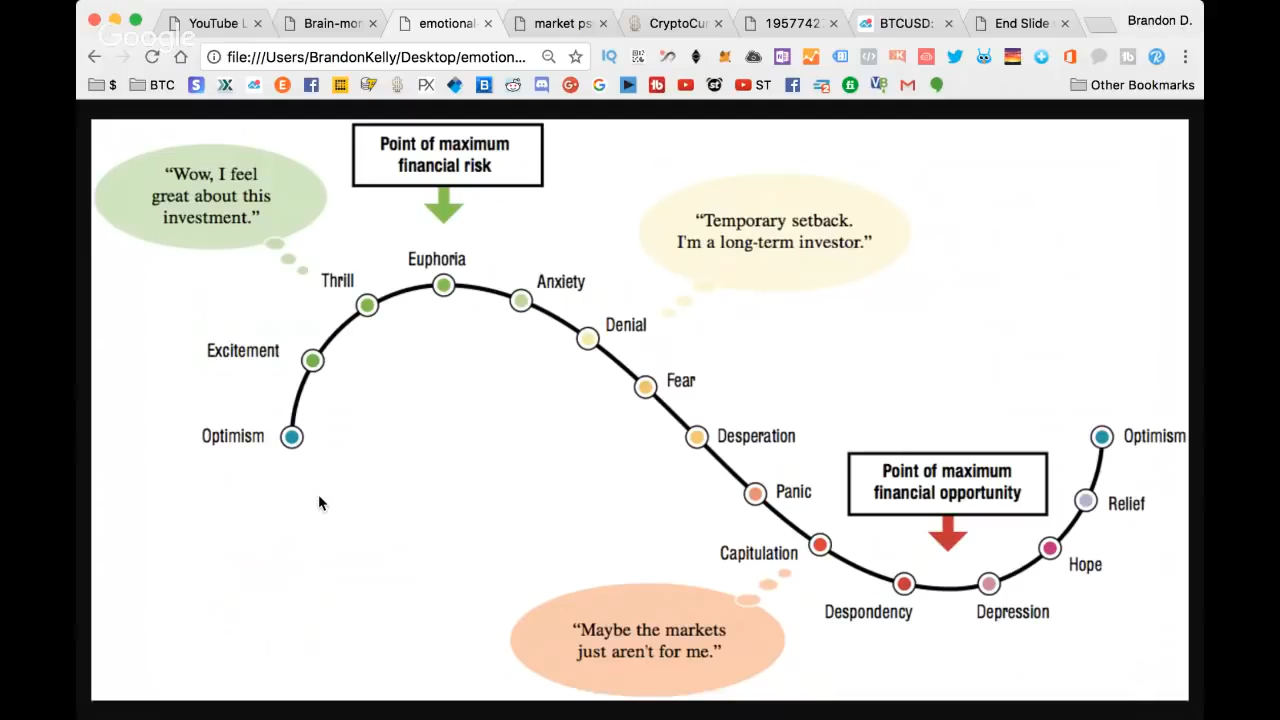 YouTube L
Brain-mor
emotional-
market ps
CryptoCur
19577427
BTCUSD:
End Slide
Brandon D.
Google
file:///Users/BrandonKelly/Desktop/emotion...
$
BTC
ST
Other Bookmarks
Point of maximum
financial risk
“Wow, I feel
great about this
investment.”
“Temporary setback.
I'm a long-term investor.”
Euphoria
Thrill
Anxiety
Denial
Excitement
Fear
Optimism
Desperation
Optimism
Point of maximum
financial opportunity
Panic
Relief
Capitulation
Hope
Despondency
Depression
“Maybe the markets
just aren't for me.”